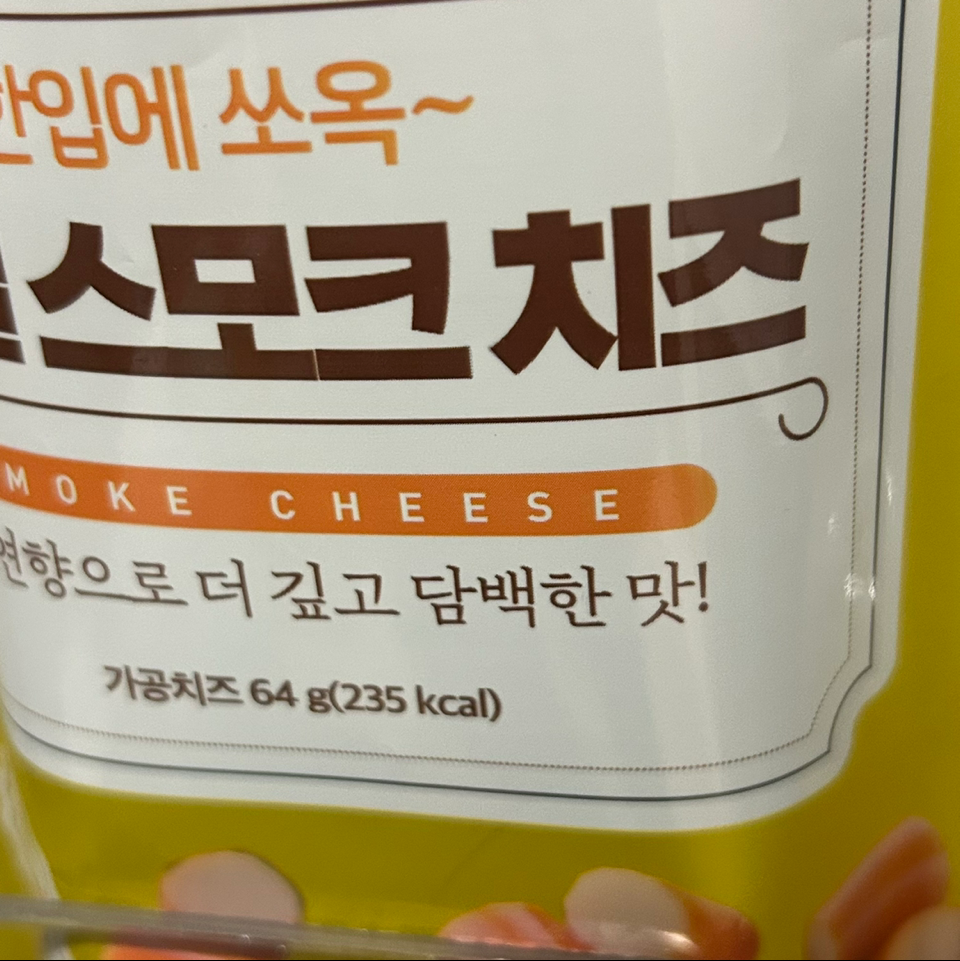 한입에 쏘옥~
스모크 치즈
MOKE CHEESE
연향으로 더 깊고 담백한 맛!
가공치즈 64 g(235 kcal)